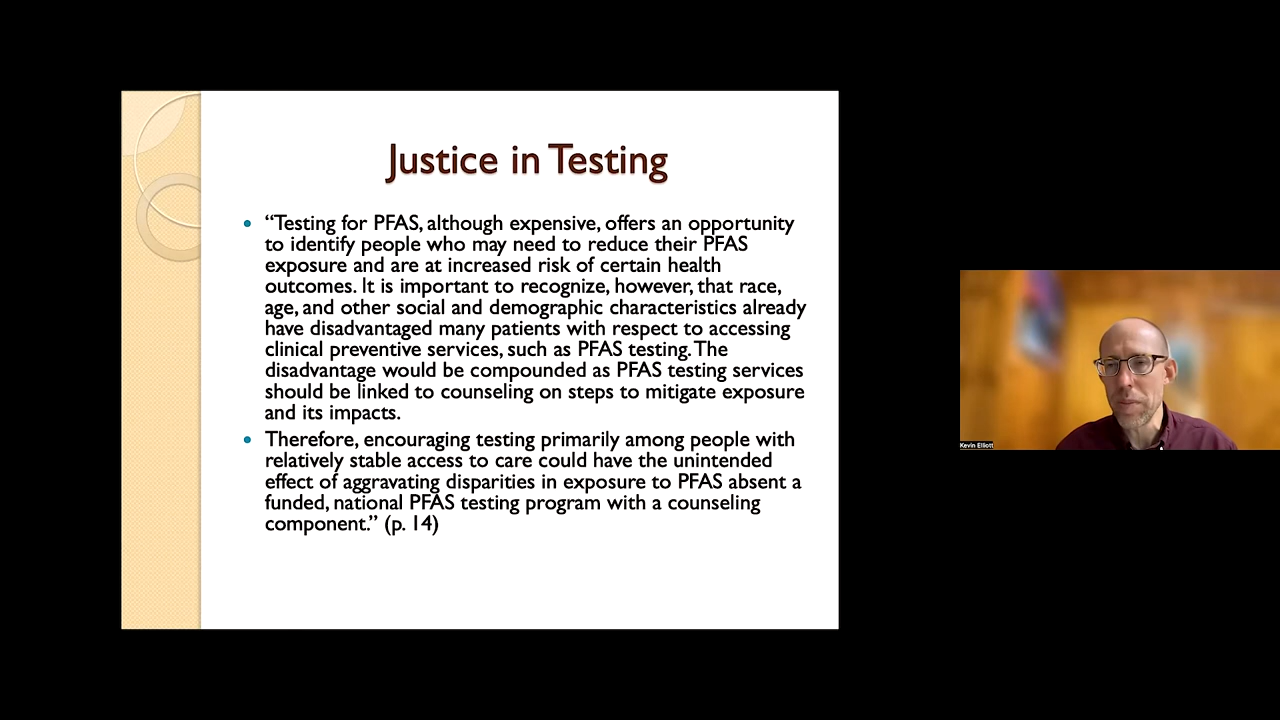 Justice in Testing
• “Testing for PFAS, although expensive, offers an opportunity
to identify people who may need to reduce their PFAS
exposure and are at increased risk of certain health
outcomes. It is important to recognize, however, that race,
age, and other social and demographic characteristics already
have disadvantaged many patients with respect to accessing
clinical preventive services, such as PFAS testing. The
disadvantage would be compounded as PFAS testing services
should be linked to counseling on steps to mitigate exposure
and its impacts.
• Therefore, encouraging testing primarily among people with
relatively stable access to care could have the unintended
effect of aggravating disparities in exposure to PFAS absent a
funded, national PFAS testing program with a counseling
component.” (p. 14)
Kevin Elliott